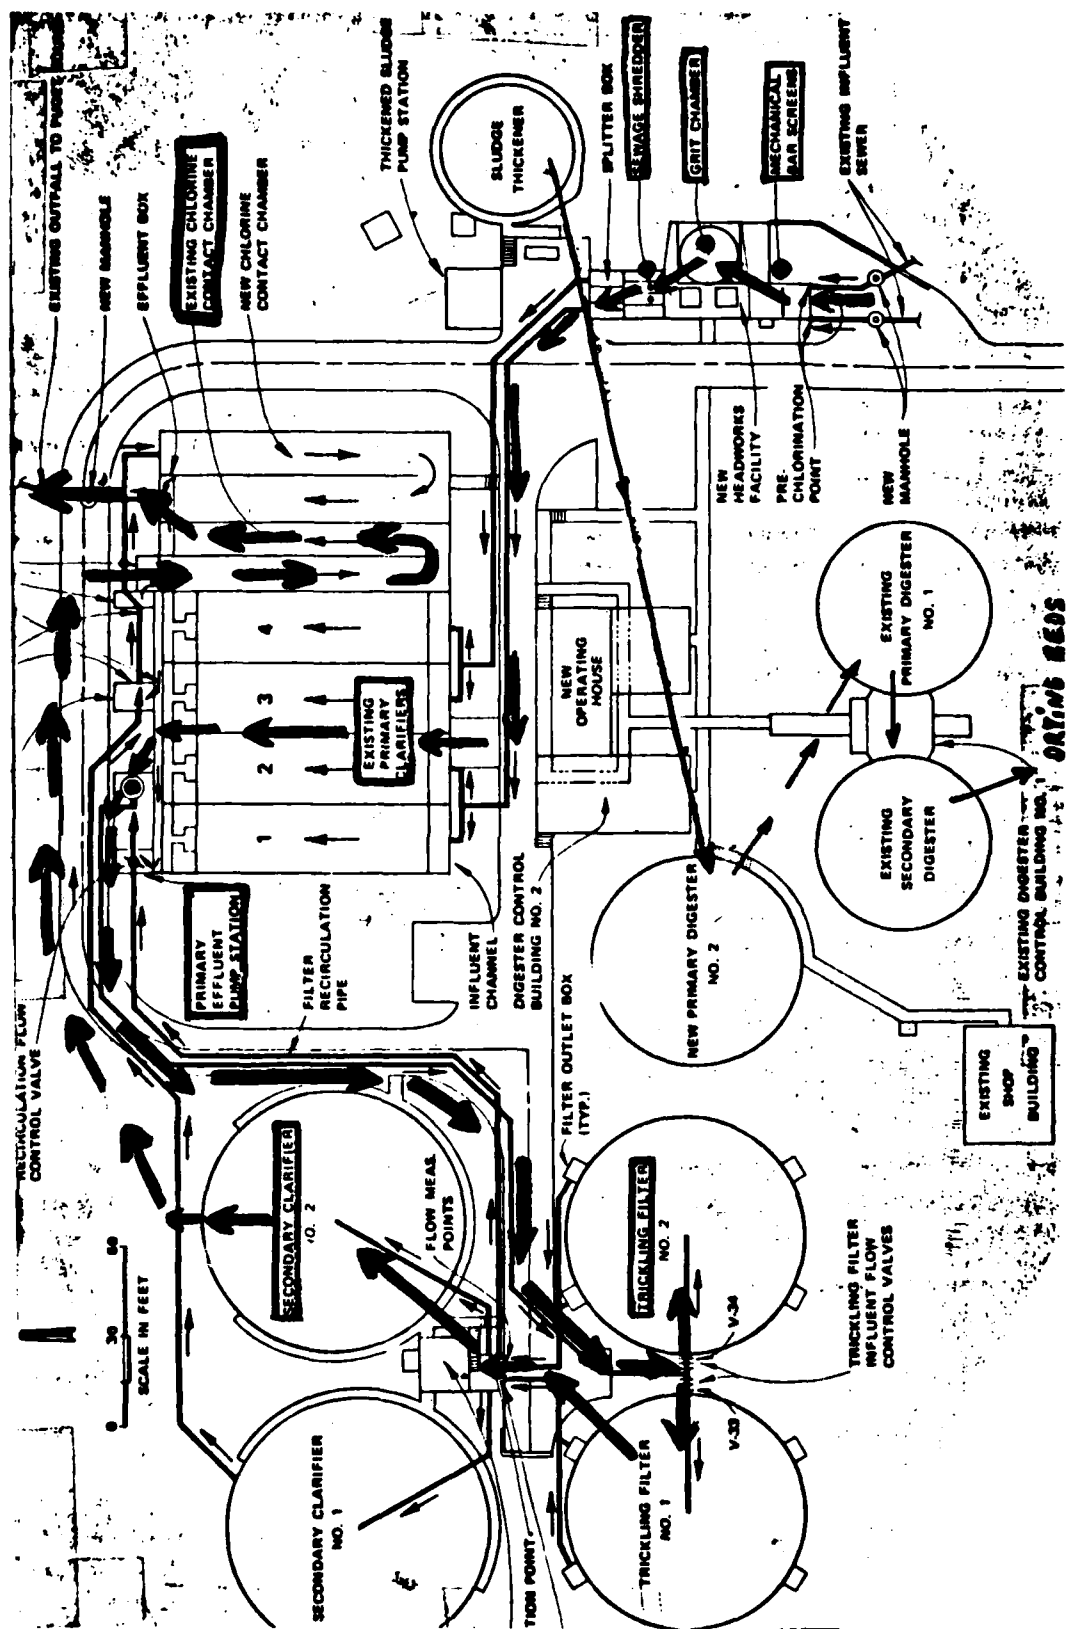 EXISTING OUTFALL TO PUGET SOUND
NEW MANHOLE
EFFLUENT BOX
EXISTING CHLORINE
CONTACT CHAMBER
NEW CHLORINE
CONTACT CHAMBER
THICKENED SLUDGE
PUMP STATION
SLUDGE
THICKENER
SPLITTER BOX
SEWAGE SHREDDER
GRIT CHAMBER
MECHANICAL
BAR SCREENS
EXISTING INFLUENT
SEWER
NEW
HEADWORKS
FACILITY
PRE-
CHLORINATION
POINT
NEW
MANHOLE
4
3
2
1
EXISTING
PRIMARY
CLARIFIERS
NEW
OPERATING
HOUSE
EXISTING
PRIMARY DIGESTER
NO. 1
EXISTING
SECONDARY
DIGESTER
DRYING BEDS
EXISTING DIGESTER
CONTROL BUILDING NO. 1
PRIMARY
EFFLUENT
PUMP STATION
FILTER
RECIRCULATION
PIPE
INFLUENT
CHANNEL
DIGESTER CONTROL
BUILDING NO. 2
NEW PRIMARY DIGESTER
NO. 2
EXISTING
SHOP
BUILDING
RECIRCULATION FLOW
CONTROL VALVE
SECONDARY CLARIFIER
NO. 2
FLOW MEAS.
POINTS
FILTER OUTLET BOX
(TYP.)
TRICKLING FILTER
NO. 2
TRICKLING FILTER
INFLUENT FLOW
CONTROL VALVES
V-34
V-33
0 30 60
SCALE IN FEET
SECONDARY CLARIFIER
NO. 1
TION POINT
TRICKLING FILTER
NO. 1